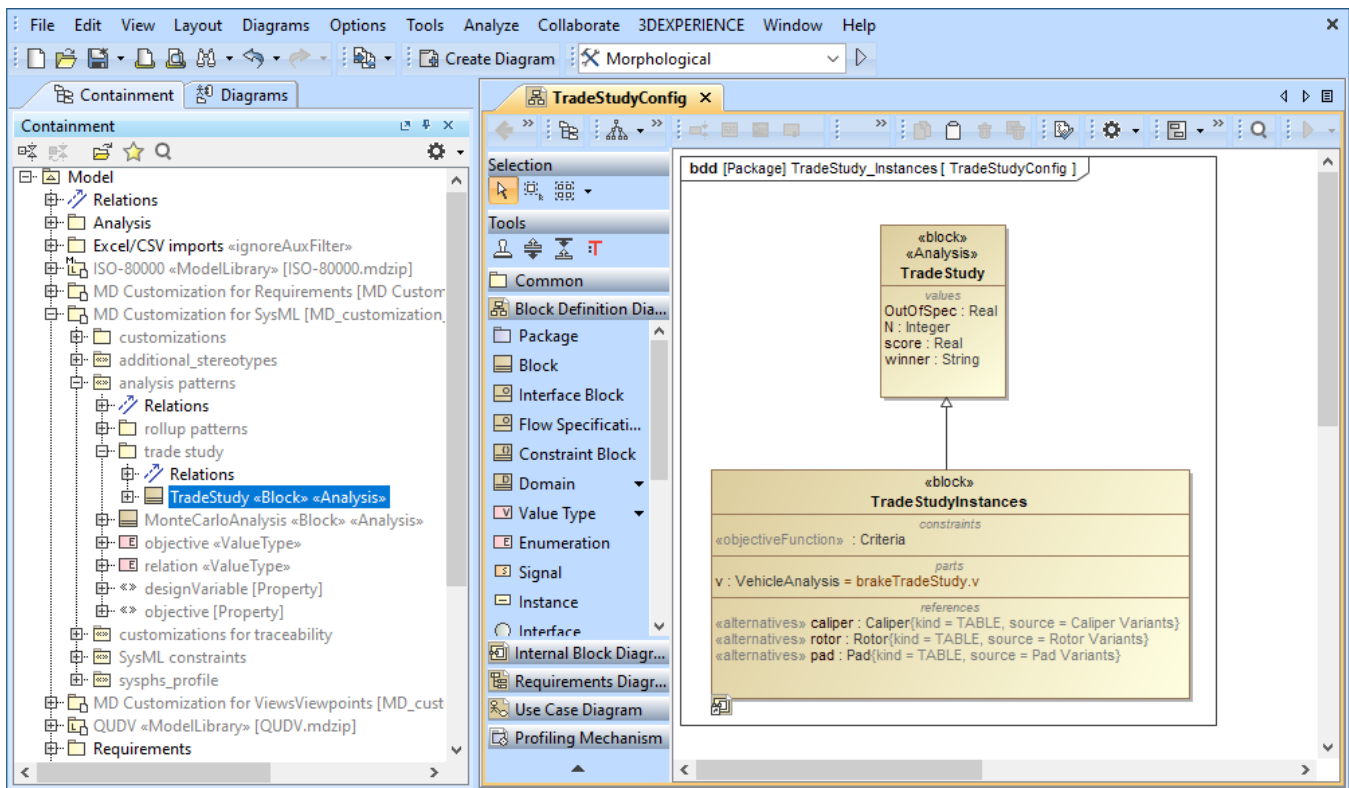 File Edit View Layout Diagrams Options Tools Analyze Collaborate 3DEXPERIENCE Window Help
Create Diagram Morphological
Containment Diagrams
Containment
Model
Relations
Analysis
Excel/CSV imports «ignoreAuxFilter»
ISO-80000 «ModelLibrary» [ISO-80000.mdzip]
MD Customization for Requirements [MD Custom
MD Customization for SysML [MD_customization_
customizations
additional_stereotypes
analysis patterns
Relations
rollup patterns
trade study
Relations
TradeStudy «Block» «Analysis»
MonteCarloAnalysis «Block» «Analysis»
objective «ValueType»
relation «ValueType»
designVariable [Property]
objective [Property]
customizations for traceability
SysML constraints
sysphs_profile
MD Customization for ViewsViewpoints [MD_cust
QUDV «ModelLibrary» [QUDV.mdzip]
Requirements
TradeStudyConfig
Selection
Tools
Common
Block Definition Dia...
Package
Block
Interface Block
Flow Specificati...
Constraint Block
Domain
Value Type
Enumeration
Signal
Instance
Interface
Internal Block Diagr...
Requirements Diagr...
Use Case Diagram
Profiling Mechanism
bdd [Package] TradeStudy_Instances [ TradeStudyConfig ]
«block»
«Analysis»
TradeStudy
values
OutOfSpec : Real
N : Integer
score : Real
winner : String
«block»
TradeStudyInstances
constraints
«objectiveFunction» : Criteria
parts
v : VehicleAnalysis = brakeTradeStudy.v
references
«alternatives» caliper : Caliper{kind = TABLE, source = Caliper Variants}
«alternatives» rotor : Rotor{kind = TABLE, source = Rotor Variants}
«alternatives» pad : Pad{kind = TABLE, source = Pad Variants}